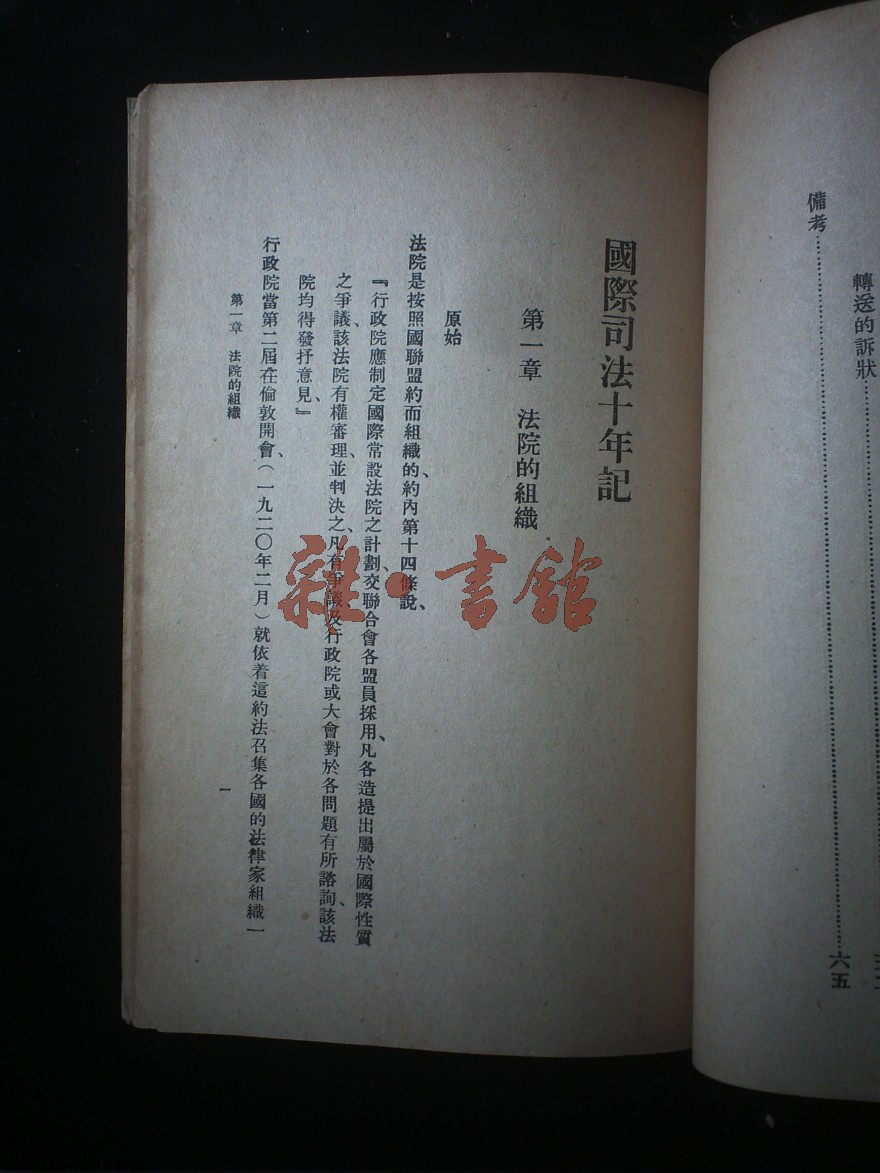 轉送的訴狀
備考 六五
國際司法十年記
第一章 法院的組織
原始
法院是按照國聯盟約而組織的、約內第十四條說、
『行政院應制定國際常設法院之計劃、交聯合會各盟員採用、凡各造提出屬於國際性質
之爭議、該法院有權審理、並判決之、凡有爭議、及行政院或大會對於各問題有所諮詢、該法
院均得發抒意見、』
行政院當第二屆在倫敦開會、(一九二〇年二月)就依着這約法召集各國的法律家組織一
第一章 法院的組織
一
雜·書館